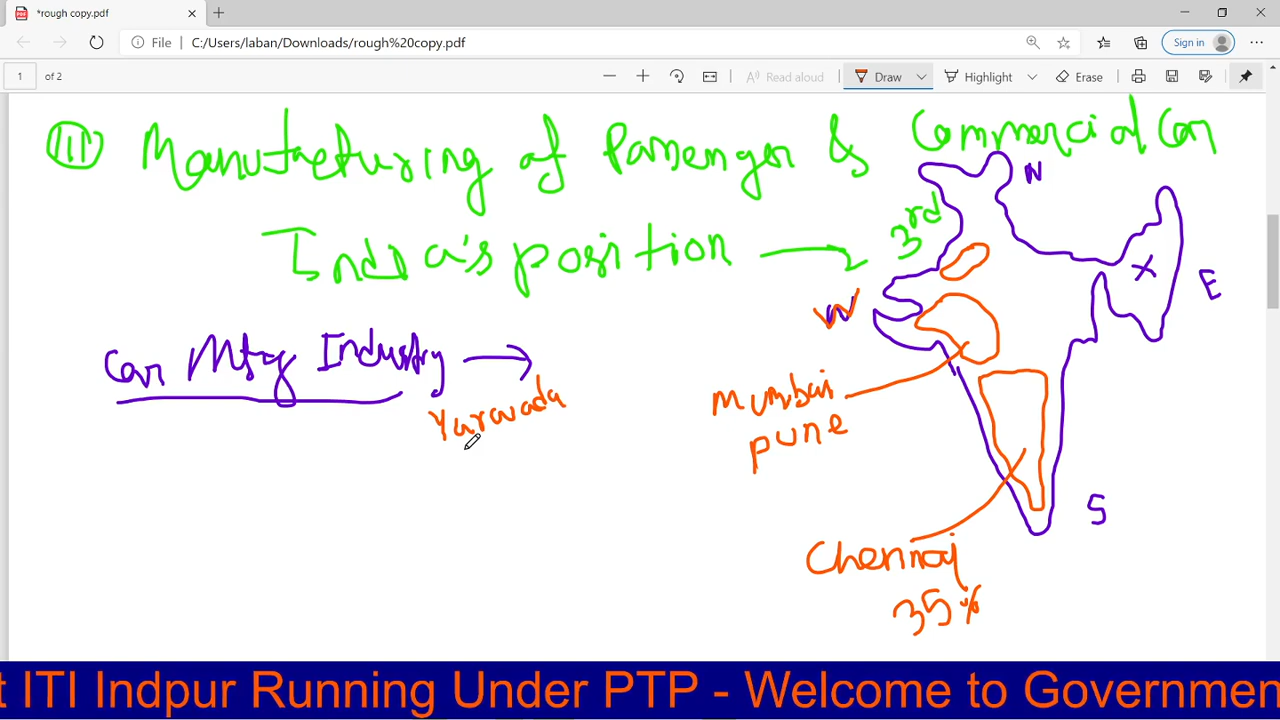 *rough copy.pdf
File
C:/Users/laban/Downloads/rough%20copy.pdf
Sign in
1 of 2
Read aloud
Draw
Highlight
Erase
III Manufacturing of Passenger & Commercial Car
India's position → 3rd
N
W
E
X
Car Mfg Industry →
Yarawada
Mumbai
pune
S
Chennai
35%
t ITI Indpur Running Under PTP - Welcome to Governmen